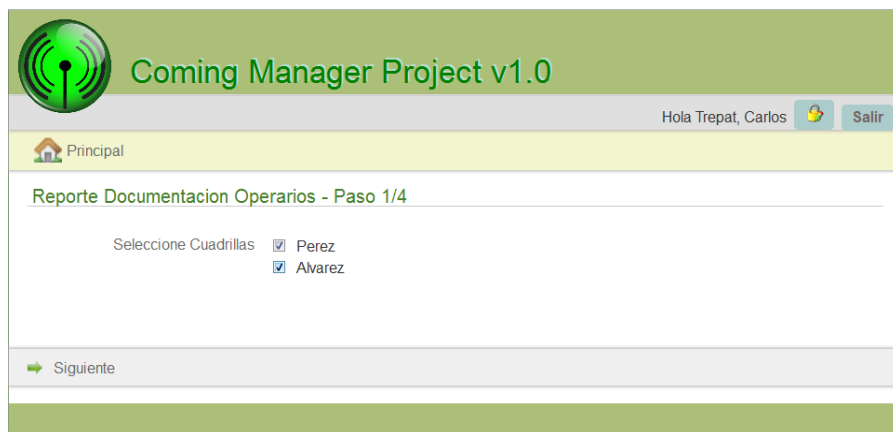 Coming Manager Project v1.0
Hola Trepat, Carlos Salir
Principal
Reporte Documentacion Operarios - Paso 1/4
Seleccione Cuadrillas Perez
Alvarez
Siguiente